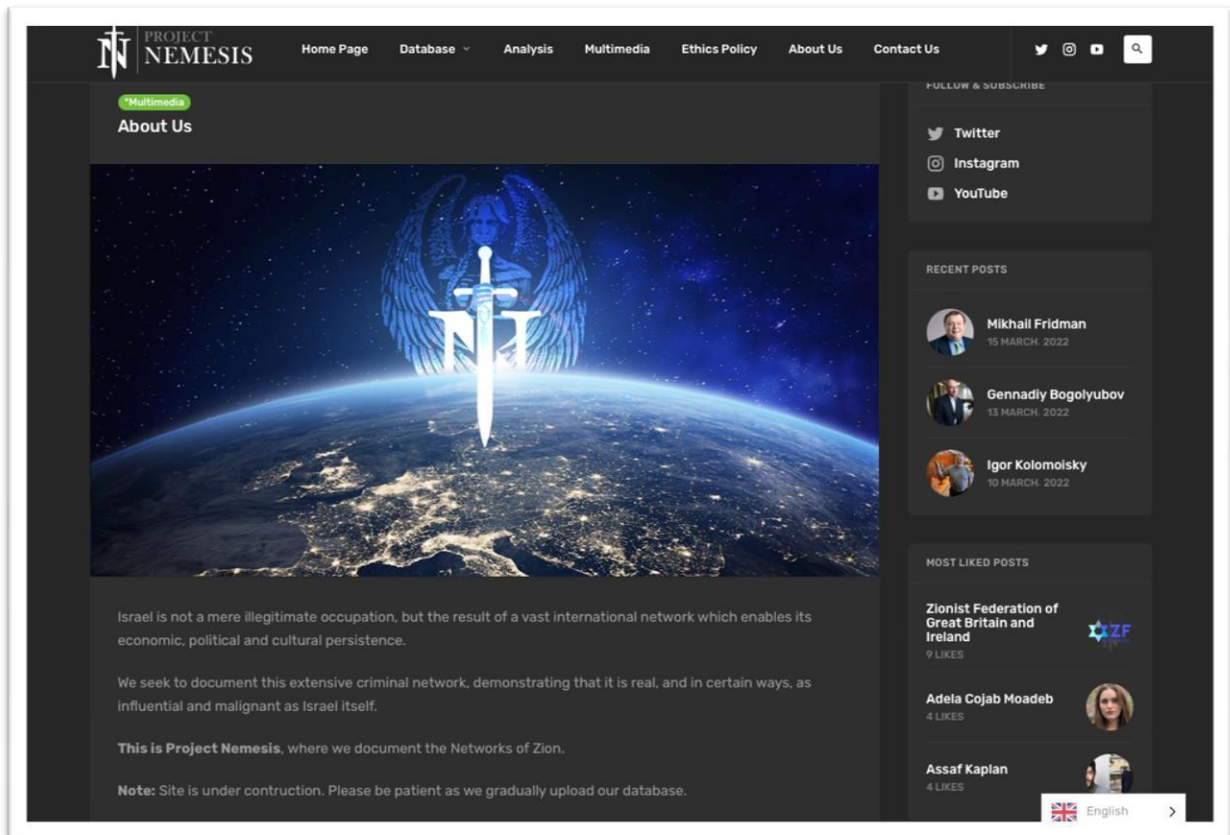 PROJECT
NEMESIS
Home Page
Database
Analysis
Multimedia
Ethics Policy
About Us
Contact Us
"Multimedia
About Us
Israel is not a mere illegitimate occupation, but the result of a vast international network which enables its
economic, political and cultural persistence.
We seek to document this extensive criminal network, demonstrating that it is real, and in certain ways, as
influential and malignant as Israel itself.
This is Project Nemesis, where we document the Networks of Zion.
Note: Site is under contruction. Please be patient as we gradually upload our database.
FOLLOW & SUBSCRIBE
Twitter
Instagram
YouTube
RECENT POSTS
Mikhail Fridman
15 MARCH. 2022
Gennadiy Bogolyubov
13 MARCH. 2022
Igor Kolomoisky
10 MARCH. 2022
MOST LIKED POSTS
Zionist Federation of
Great Britain and
Ireland
9 LIKES
ZF
Adela Cojab Moadeb
4 LIKES
Assaf Kaplan
4 LIKES
English